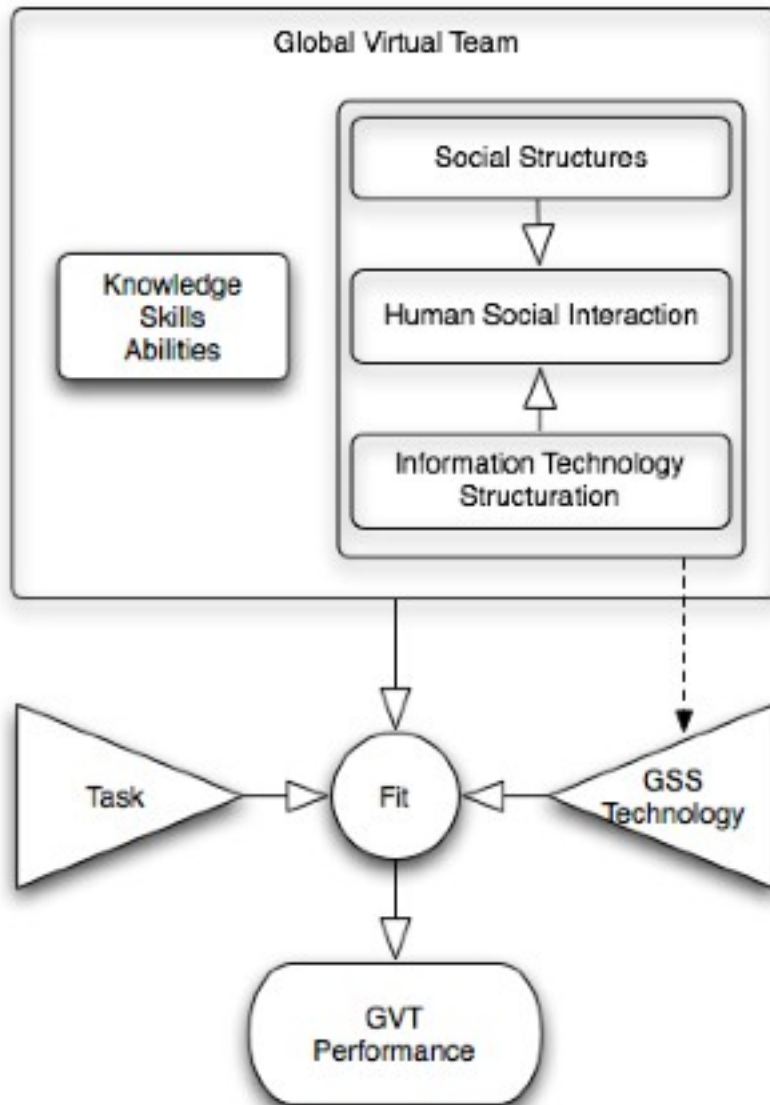 Global Virtual Team
Social Structures
Knowledge
Skills
Abilities
Human Social Interaction
Information Technology
Structuration
Task
Fit
GSS
Technology
GVT
Performance